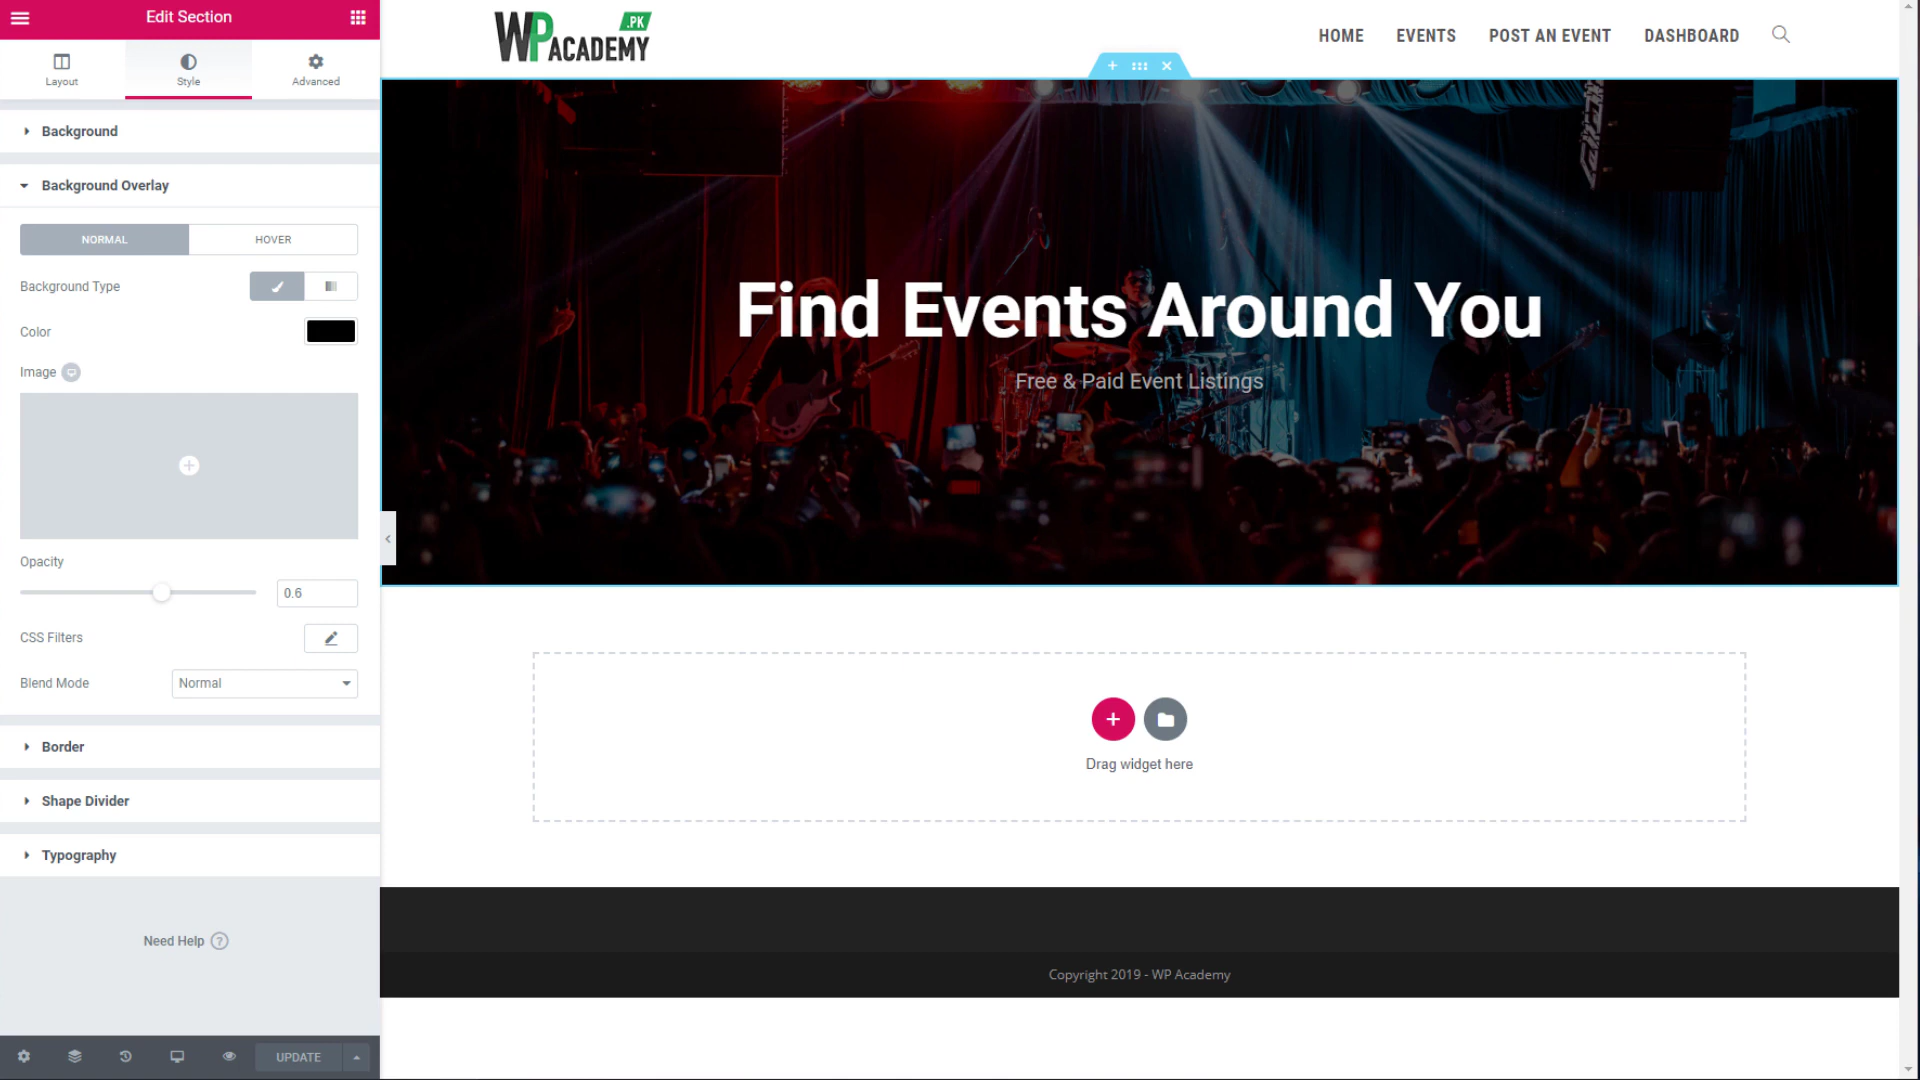 Edit Section
Layout
Style
Advanced
Background
Background Overlay
NORMAL
HOVER
Background Type
Color
Image
Opacity
0.6
CSS Filters
Blend Mode
Normal
Border
Shape Divider
Typography
Need Help ?
UPDATE
WPACADEMY
.PK
HOME
EVENTS
POST AN EVENT
DASHBOARD
Find Events Around You
Free & Paid Event Listings
Drag widget here
Copyright 2019 - WP Academy